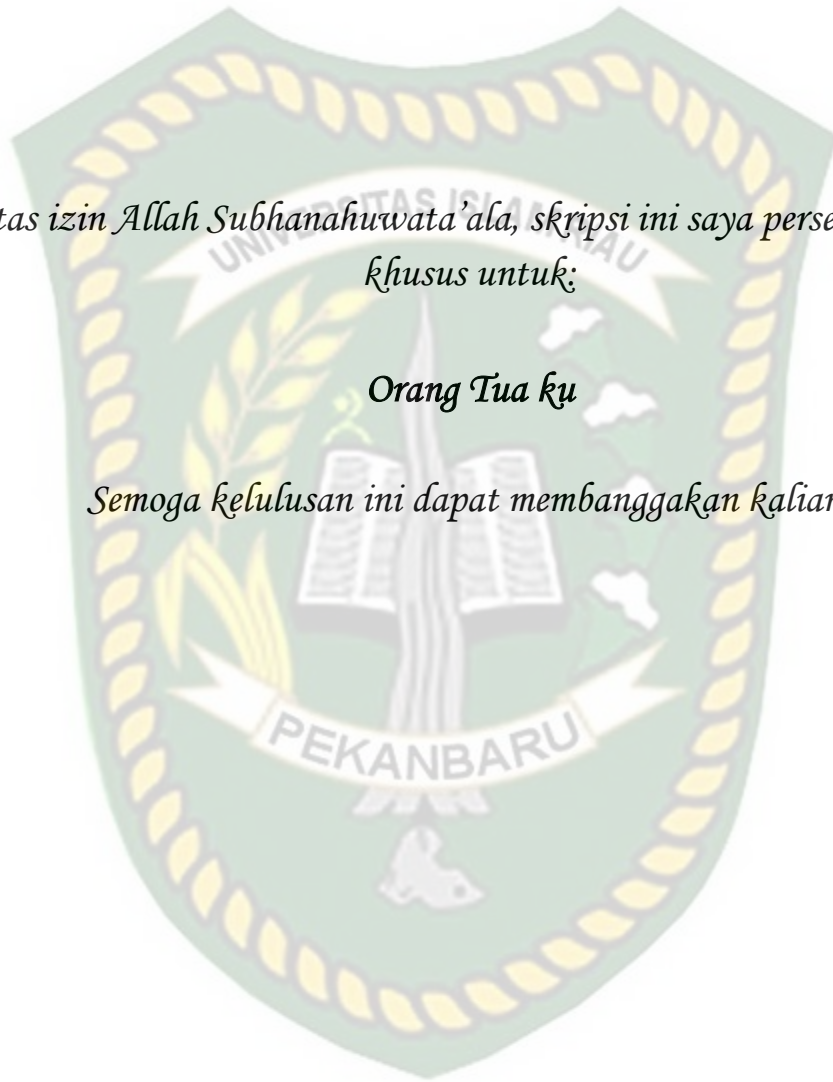 tas izin Allah Subhanahuwata'ala, skripsi ini saya perse
khusus untuk:
Orang Tua ku
Semoga kelulusan ini dapat membanggakan kalian
UNIVERSITAS ISLAM RIAU
PEKANBARU